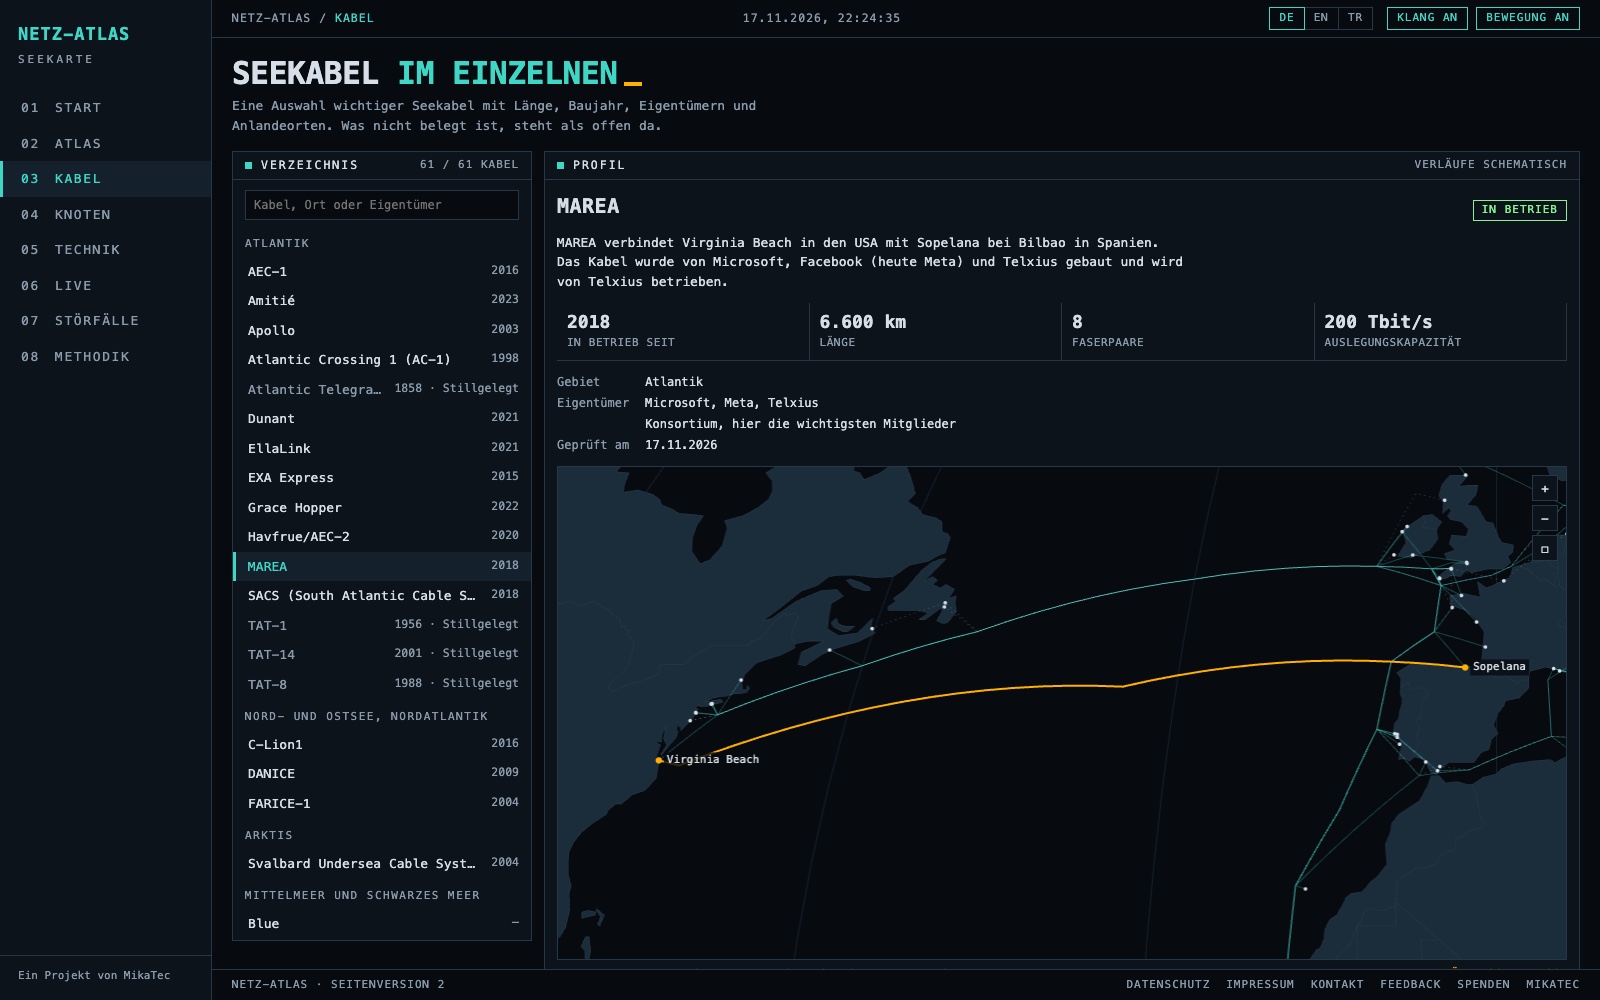 NETZ-ATLAS
SEEKARTE
01 START
02 ATLAS
03 KABEL
04 KNOTEN
05 TECHNIK
06 LIVE
07 STÖRFÄLLE
08 METHODIK
Ein Projekt von MikaTec
NETZ-ATLAS / KABEL
17.11.2026, 22:24:35
DE EN TR
KLANG AN
BEWEGUNG AN
SEEKABEL IM EINZELNEN_
Eine Auswahl wichtiger Seekabel mit Länge, Baujahr, Eigentümern und
Anlandeorten. Was nicht belegt ist, steht als offen da.
VERZEICHNIS 61 / 61 KABEL
Kabel, Ort oder Eigentümer
ATLANTIK
AEC-1 2016
Amitié 2023
Apollo 2003
Atlantic Crossing 1 (AC-1) 1998
Atlantic Telegra… 1858 · Stillgelegt
Dunant 2021
EllaLink 2021
EXA Express 2015
Grace Hopper 2022
Havfrue/AEC-2 2020
MAREA 2018
SACS (South Atlantic Cable S… 2018
TAT-1 1956 · Stillgelegt
TAT-14 2001 · Stillgelegt
TAT-8 1988 · Stillgelegt
NORD- UND OSTSEE, NORDATLANTIK
C-Lion1 2016
DANICE 2009
FARICE-1 2004
ARKTIS
Svalbard Undersea Cable Syst… 2004
MITTELMEER UND SCHWARZES MEER
Blue –
PROFIL VERLÄUFE SCHEMATISCH
MAREA
IN BETRIEB
MAREA verbindet Virginia Beach in den USA mit Sopelana bei Bilbao in Spanien.
Das Kabel wurde von Microsoft, Facebook (heute Meta) und Telxius gebaut und wird
von Telxius betrieben.
2018
IN BETRIEB SEIT
6.600 km
LÄNGE
8
FASERPAARE
200 Tbit/s
AUSLEGUNGSKAPAZITÄT
Gebiet Atlantik
Eigentümer Microsoft, Meta, Telxius
Konsortium, hier die wichtigsten Mitglieder
Geprüft am 17.11.2026
+
−
Sopelana
Virginia Beach
NETZ-ATLAS · SEITENVERSION 2
DATENSCHUTZ IMPRESSUM KONTAKT FEEDBACK SPENDEN MIKATEC